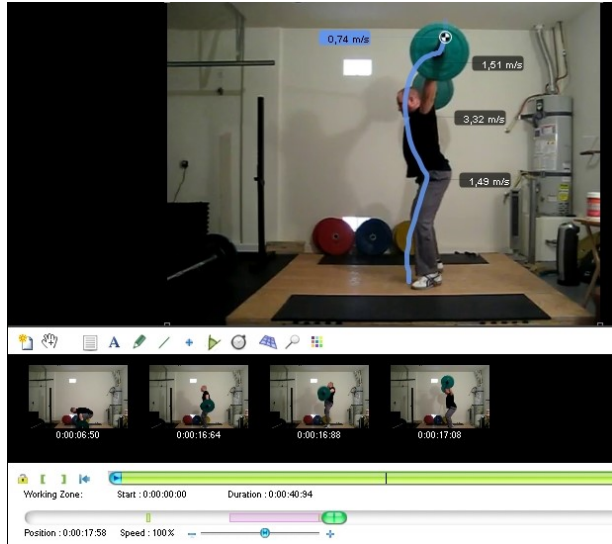 0,74 m/s
1,51 m/s
3,32 m/s
1,49 m/s
A
0:00:06:50
0:00:16:64
0:00:16:88
0:00:17:08
Working Zone: Start : 0:00:00:00 Duration : 0:00:40:94
Position : 0:00:17:58 Speed : 100%